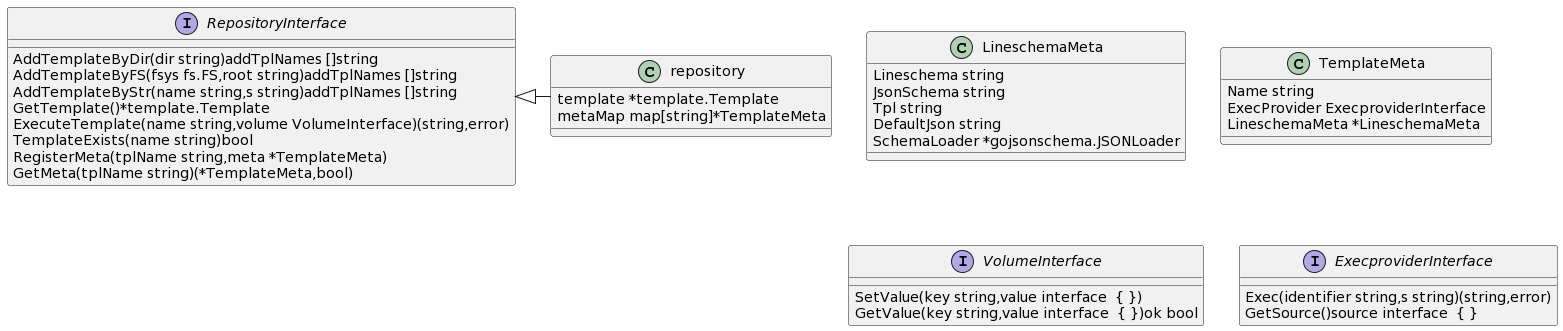 I RepositoryInterface
AddTemplateByDir(dir string)addTplNames []string
AddTemplateByFS(fsys fs.FS,root string)addTplNames []string
AddTemplateByStr(name string,s string)addTplNames []string
GetTemplate()*template.Template
ExecuteTemplate(name string,volume VolumeInterface)(string,error)
TemplateExists(name string)bool
RegisterMeta(tplName string,meta *TemplateMeta)
GetMeta(tplName string)(*TemplateMeta,bool)
C repository
template *template.Template
metaMap map[string]*TemplateMeta
C LineschemaMeta
Lineschema string
JsonSchema string
Tpl string
DefaultJson string
SchemaLoader *gojsonschema.JSONLoader
C TemplateMeta
Name string
ExecProvider ExecproviderInterface
LineschemaMeta *LineschemaMeta
I VolumeInterface
SetValue(key string,value interface  { })
GetValue(key string,value interface  { })ok bool
I ExecproviderInterface
Exec(identifier string,s string)(string,error)
GetSource()source interface  { }